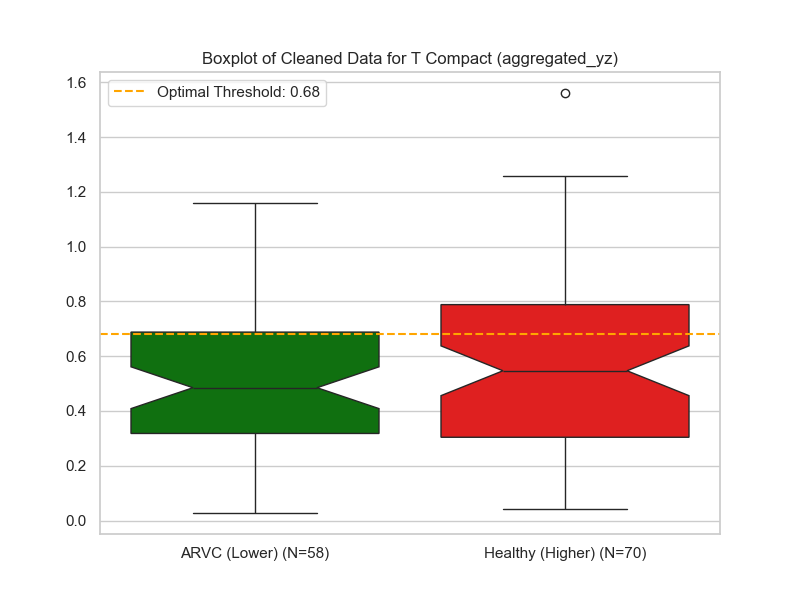 Boxplot of Cleaned Data for T Compact (aggregated_yz)
Optimal Threshold: 0.68
1.6
1.4
1.2
1.0
0.8
0.6
0.4
0.2
0.0
ARVC (Lower) (N=58)
Healthy (Higher) (N=70)